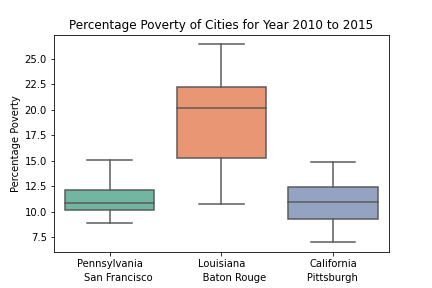 Percentage Poverty of Cities for Year 2010 to 2015
Percentage Poverty
25.0
22.5
20.0
17.5
15.0
12.5
10.0
7.5
Pennsylvania Louisiana California
San Francisco Baton Rouge Pittsburgh